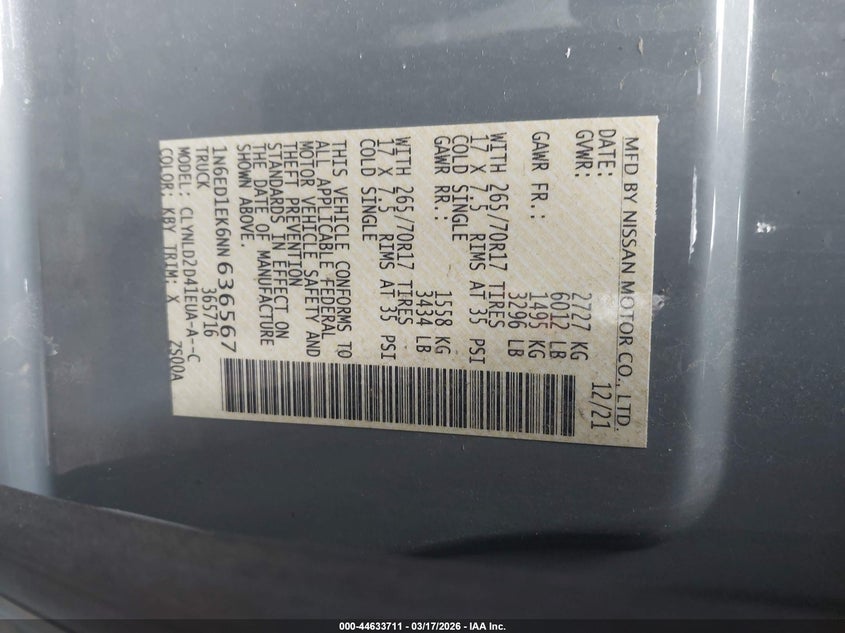 MFD BY NISSAN MOTOR CO., LTD.
DATE: 12/21
GVWR: 2727 KG
6012 LB
GAWR FR.: 1495 KG
3296 LB
WITH 265/70R17 TIRES
17 X 7.5 RIMS AT 35 PSI
COLD SINGLE
GAWR RR.: 1558 KG
3434 LB
WITH 265/70R17 TIRES
17 X 7.5 RIMS AT 35 PSI
COLD SINGLE
THIS VEHICLE CONFORMS TO
ALL APPLICABLE FEDERAL
MOTOR VEHICLE SAFETY AND
THEFT PREVENTION
STANDARDS IN EFFECT ON
THE DATE OF MANUFACTURE
SHOWN ABOVE.
1N6ED1EK6NN636567
TRUCK 365716
MODEL: CLYNLD2D41EUA-A--C
COLOR: KBY TRIM: X ZS00A
000-44633711 — 03/17/2026 — IAA Inc.